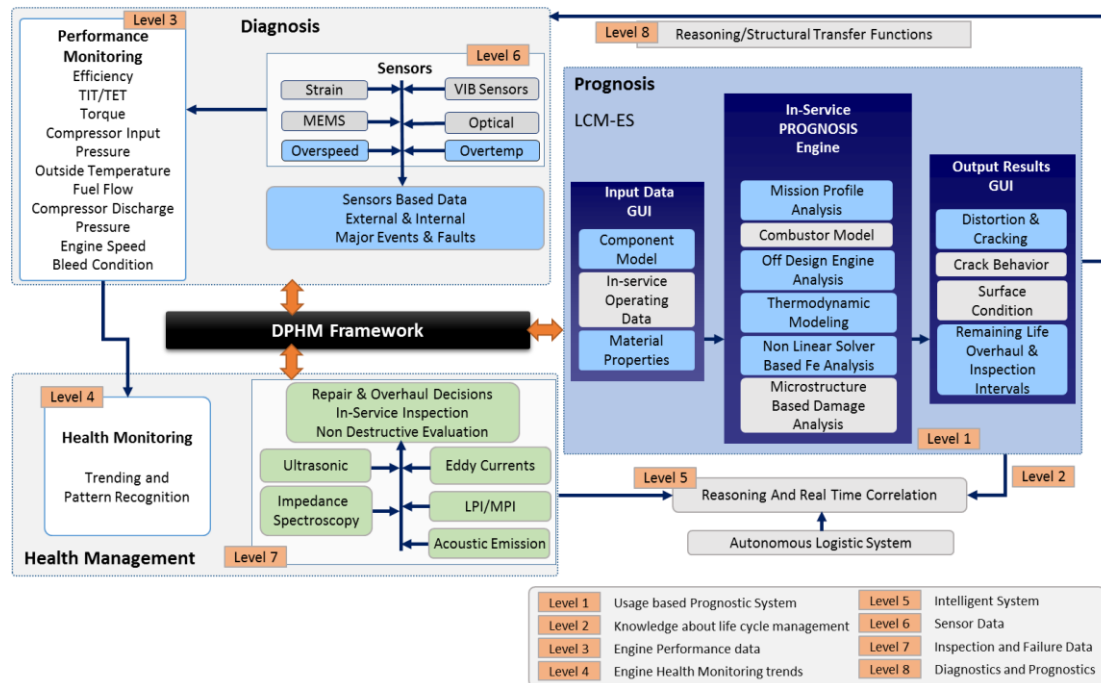 Level 3
Performance
Monitoring
Efficiency
TIT/TET
Torque
Compressor Input
Pressure
Outside Temperature
Fuel Flow
Compressor Discharge
Pressure
Engine Speed
Bleed Condition
Diagnosis
Level 6
Sensors
Strain
VIB Sensors
MEMS
Optical
Overspeed
Overtemp
Sensors Based Data
External & Internal
Major Events & Faults
Level 8
Reasoning/Structural Transfer Functions
Prognosis
LCM-ES
Input Data
GUI
Component
Model
In-service
Operating
Data
Material
Properties
In-Service
PROGNOSIS
Engine
Mission Profile
Analysis
Combustor Model
Off Design Engine
Analysis
Thermodynamic
Modeling
Non Linear Solver
Based Fe Analysis
Microstructure
Based Damage
Analysis
Output Results
GUI
Distortion &
Cracking
Crack Behavior
Surface
Condition
Remaining Life
Overhaul &
Inspection
Intervals
Level 1
DPHM Framework
Level 4
Health Monitoring
Trending and
Pattern Recognition
Health Management
Repair & Overhaul Decisions
In-Service Inspection
Non Destructive Evaluation
Ultrasonic
Eddy Currents
Impedance
Spectroscopy
LPI/MPI
Acoustic Emission
Level 7
Level 5
Level 2
Reasoning And Real Time Correlation
Autonomous Logistic System
Level 1 Usage based Prognostic System
Level 2 Knowledge about life cycle management
Level 3 Engine Performance data
Level 4 Engine Health Monitoring trends
Level 5 Intelligent System
Level 6 Sensor Data
Level 7 Inspection and Failure Data
Level 8 Diagnostics and Prognostics